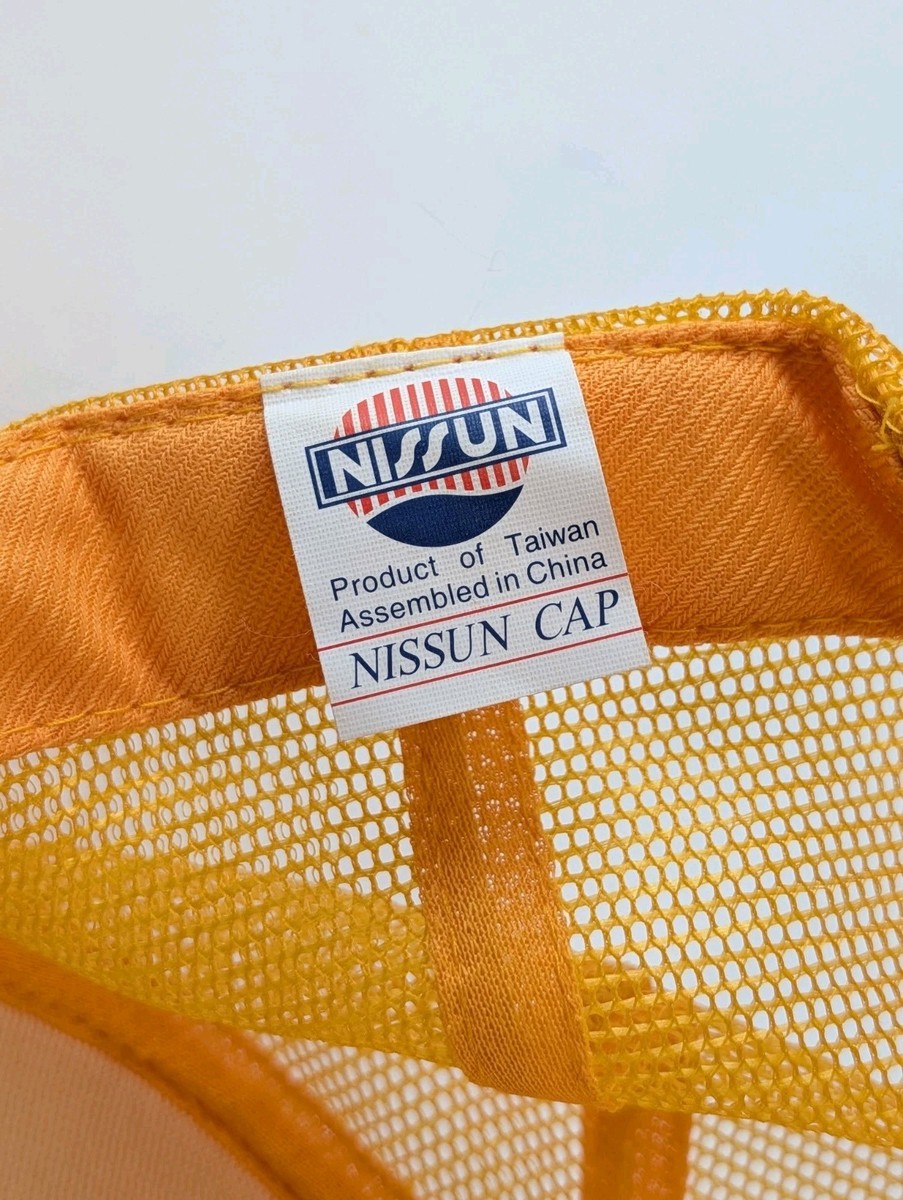 NISSUN
Product of Taiwan
Assembled in China
NISSUN CAP